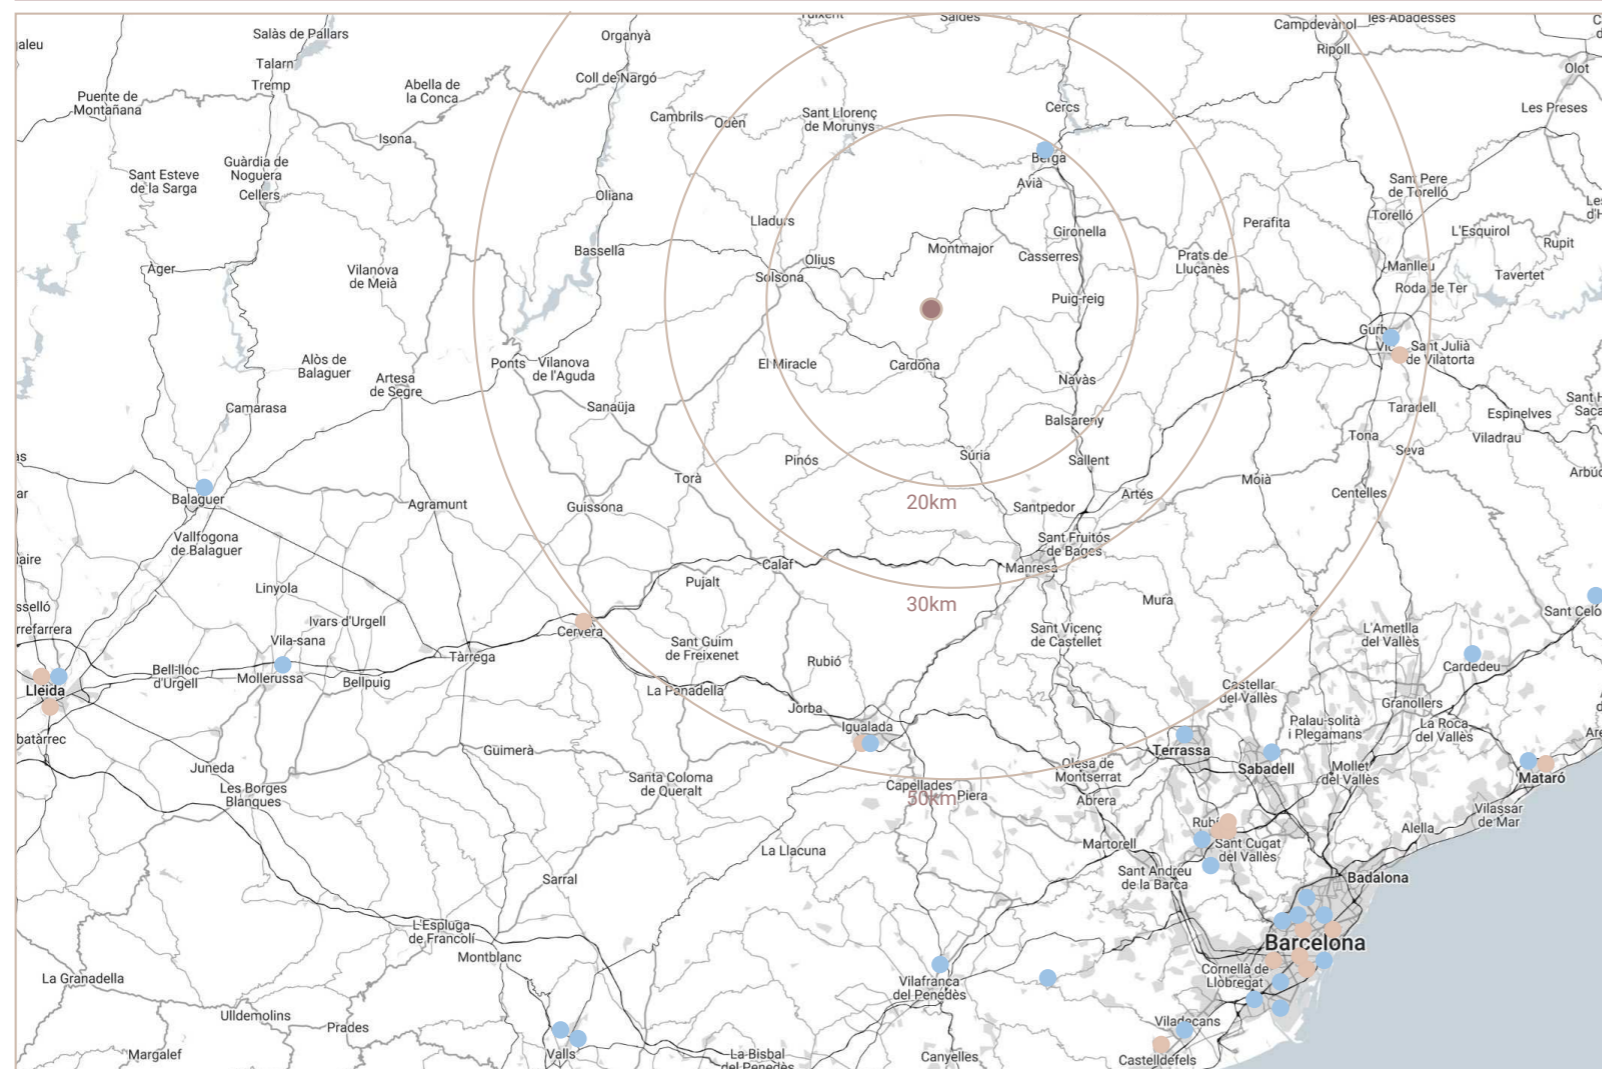 Saldes
les Abadesses
Campdevànol
Salàs de Pallars
Organyà
Ripoll
Talarn
Olot
Coll de Nargó
Tremp
Abella de
la Conca
Puente de
Montañana
Cercs
Les Preses
Cambrils
Odèn
Sant Llorenç
de Morunys
Isona
Berga
Guàrdia de
Noguera
Sant Esteve
de la Sarga
Cellers
Avià
Sant Pere
de Torelló
Oliana
Torelló
Lladurs
Perafita
Gironella
L'Esquirol
Rupit
Montmajor
Bassella
Casserres
Olius
Prats de
Lluçanès
Manlleu
Àger
Vilanova
de Meià
Solsona
Tavertet
Roda de Ter
Puig-reig
Sant Julià
de Vilatorta
Alòs de
Balaguer
Ponts
Vilanova
de l'Aguda
El Miracle
Cardona
Artesa
de Segre
Navàs
Camarasa
Sanaüja
Taradell
Espinelves
Balsareny
Tona
Viladrau
Seva
Pinós
Súria
Sallent
Torà
Moià
Balaguer
Agramunt
Guissona
20km
Santpedor
Artés
Centelles
Vallfogona
de Balaguer
Sant Fruitós
de Bages
Calaf
Manresa
Linyola
Pujalt
30km
Mura
Ivars d'Urgell
Cervera
Vila-sana
Sant Guim
de Freixenet
Sant Vicenç
de Castellet
L'Ametlla
del Vallès
Tàrrega
Rubió
Cardedeu
Bell-lloc
d'Urgell
Mollerussa
Bellpuig
Lleida
La Panadella
Castellar
del Vallès
Jorba
Granollers
Igualada
Palau-solità
i Plegamans
La Roca
del Vallès
Güimerà
Terrassa
Juneda
Santa Coloma
de Queralt
Olesa de
Montserrat
Sabadell
Mollet
del Vallès
Mataró
Les Borges
Blanques
Capellades
50km
Piera
Abrera
Vilassar
de Mar
Alella
Martorell
La Llacuna
Sant Cugat
del Vallès
Sant Andreu
de la Barca
Badalona
Sarral
L'Espluga
de Francolí
Barcelona
Montblanc
La Granadella
Vilafranca
del Penedès
Cornellà de
Llobregat
Ulldemolins
Prades
Viladecans
Margalef
Valls
La Bisbal
del Penedès
Canyelles
Castelldefels